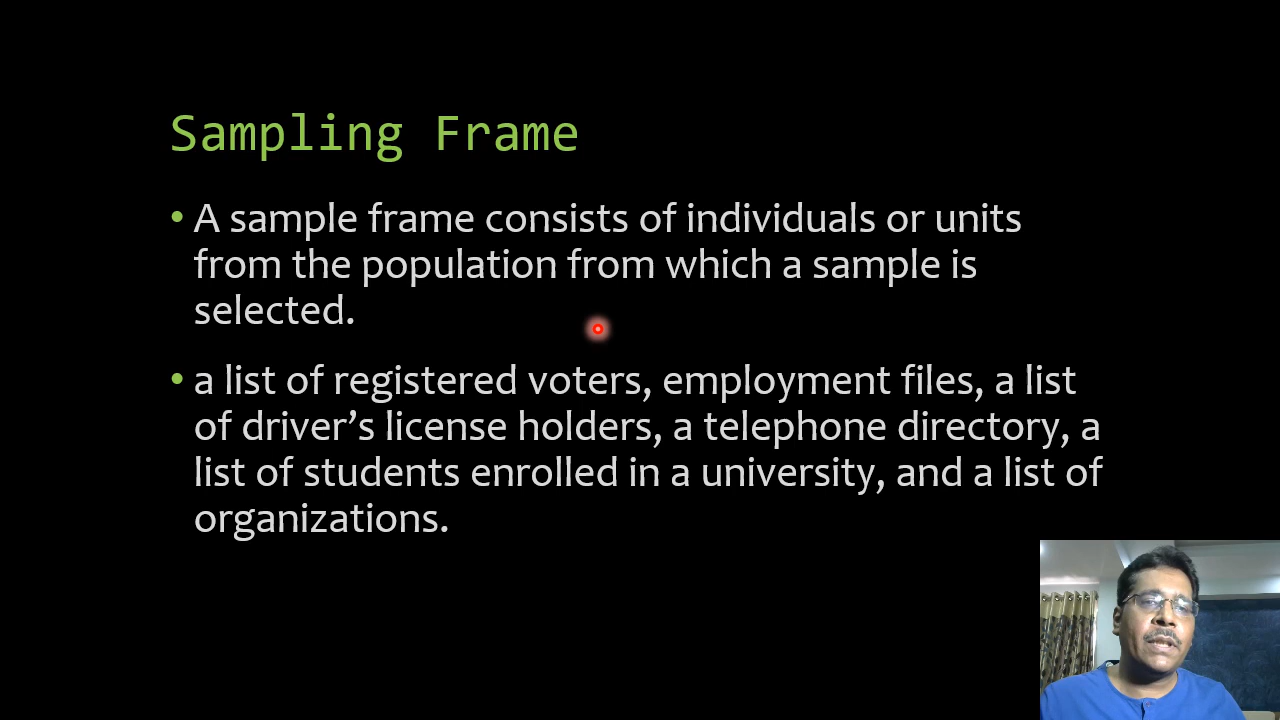 Sampling Frame
• A sample frame consists of individuals or units
from the population from which a sample is
selected.
• a list of registered voters, employment files, a list
of driver’s license holders, a telephone directory, a
list of students enrolled in a university, and a list of
organizations.